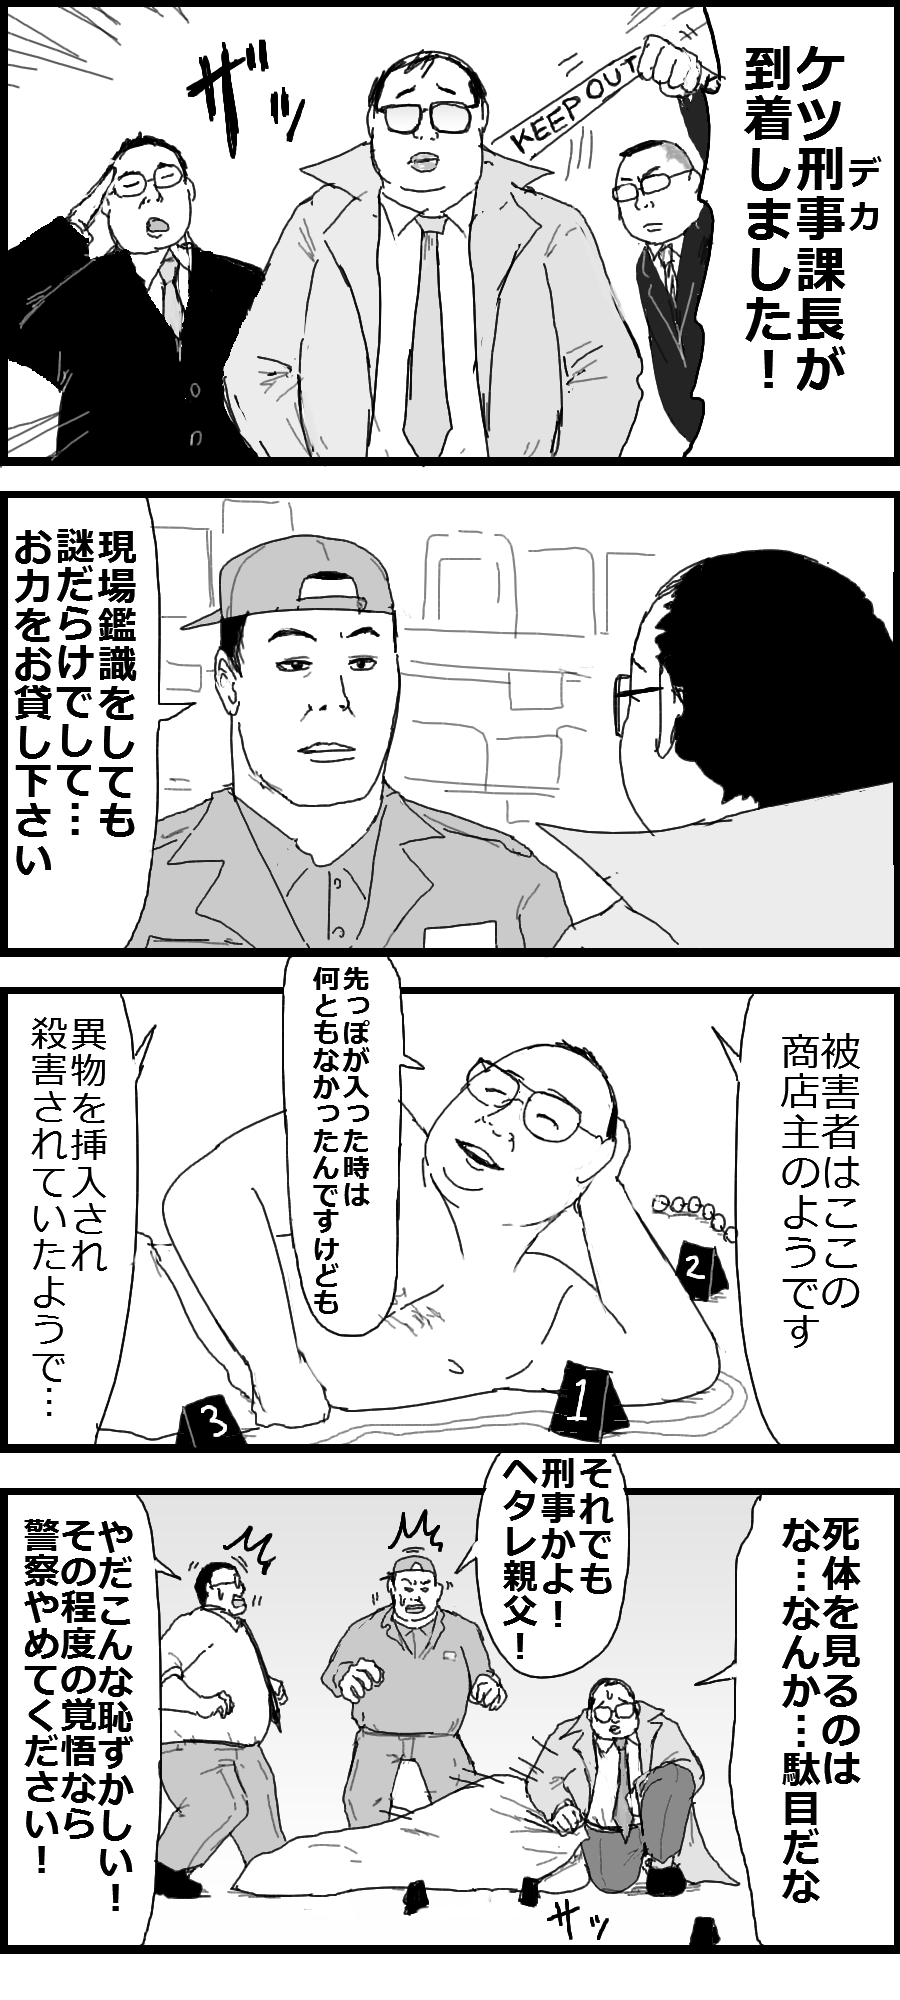 ケツ刑事課長が
デカ
到着しました！
KEEP OUT
ザッ
現場鑑識をしても
謎だらけでして…
お力をお貸し下さい
被害者はここの
商店主のようです
先っぽが入った時は
何ともなかったんですけども
異物を挿入され
殺害されていたようで…
2
1
3
死体を見るのは
な…なんか…駄目だな
それでも
刑事かよ！
ヘタレ親父！
やだこんな恥ずかしい！
その程度の覚悟なら
警察やめてください！
サッ